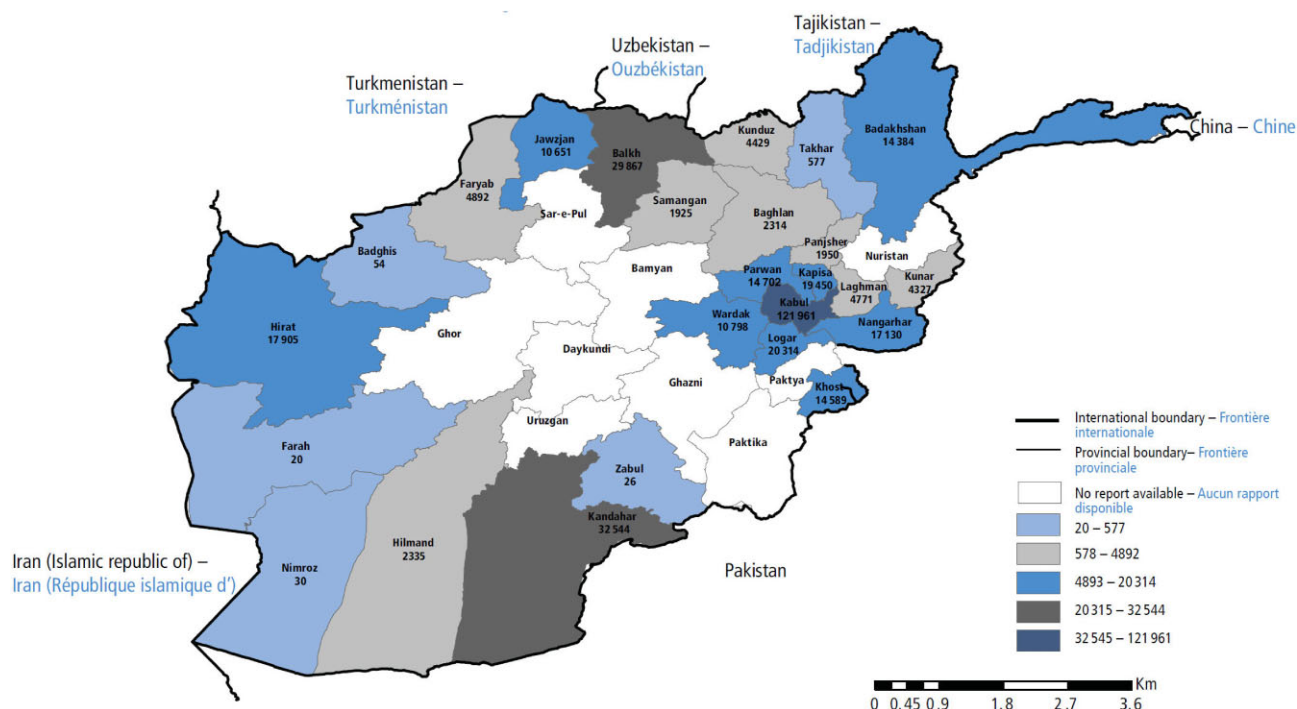 Tajikistan –
Tadjikistan
Uzbekistan –
Ouzbékistan
Turkmenistan –
Turkménistan
China – Chine
Badakhshan
14 384
Kunduz
4429
Takhar
577
Jawzjan
10 651
Balkh
29 867
Faryab
4892
Samangan
1925
Baghlan
2314
Sar-e-Pul
Panjsher
1950
Nuristan
Badghis
54
Bamyan
Parwan
14 702
Kapisa
19 450
Laghman
4771
Kunar
4327
Kabul
121 961
Wardak
10 798
Nangarhar
17 130
Hirat
17 905
Ghor
Logar
20 314
Daykundi
Ghazni
Paktya
Khost
14 589
Uruzgan
Paktika
Farah
20
Zabul
26
Kandahar
32 544
Hilmand
2335
Nimroz
30
Iran (Islamic republic of) –
Iran (République islamique d’)
Pakistan
International boundary – Frontière
internationale
Provincial boundary– Frontière
provinciale
No report available – Aucun rapport
disponible
20 – 577
578 – 4892
4893 – 20 314
20 315 – 32 544
32 545 – 121 961
Km
0 0.45 0.9 1.8 2.7 3.6